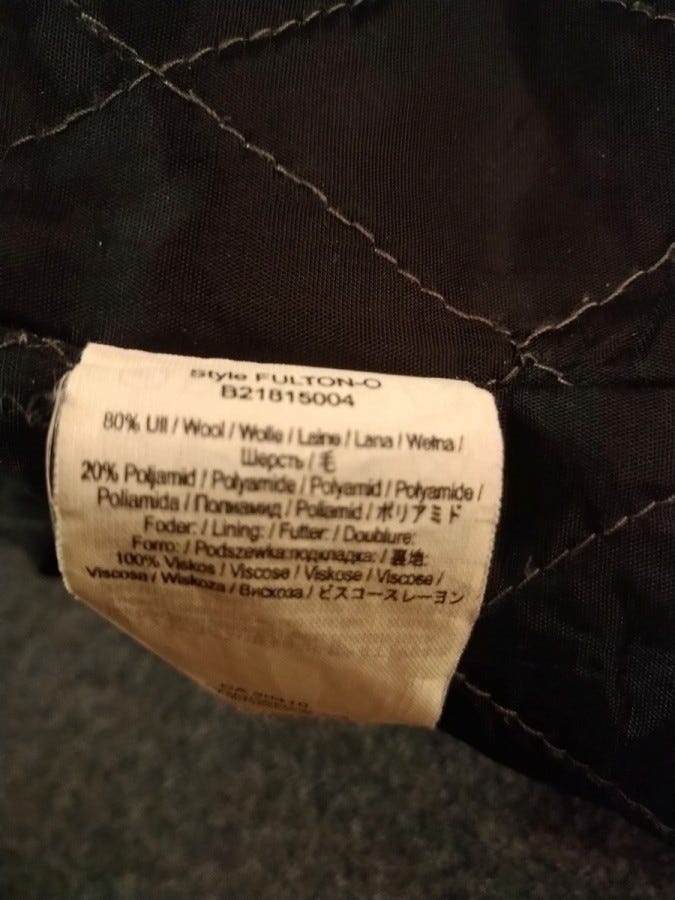 Style FULTON-O
B21815004
80% Ull / Wool / Wolle / Laine / Lana / Wełna /
Шерсть / 毛
20% Poljamid / Polyamide / Polyamid / Polyamide /
Poliamida / Полиамид / Poliamid / ポリアミド
Foder: / Lining: / Futter: / Doublure:
Forro: / Podszewka:подкладка: / 裏地:
100% Viskos / Viscose / Viskose / Viscose /
Viscosa / Wiskoza / Вискоза / ビスコースレーヨン